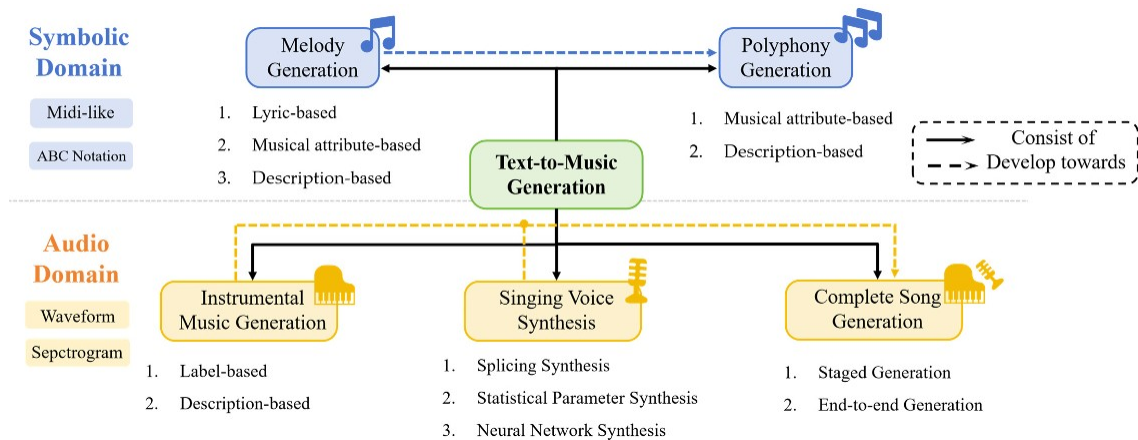 Symbolic
Domain
Midi-like
ABC Notation
Melody
Generation
1. Lyric-based
2. Musical attribute-based
3. Description-based
Polyphony
Generation
1. Musical attribute-based
2. Description-based
Consist of
Develop towards
Text-to-Music
Generation
Audio
Domain
Waveform
Sepctrogram
Instrumental
Music Generation
1. Label-based
2. Description-based
Singing Voice
Synthesis
1. Splicing Synthesis
2. Statistical Parameter Synthesis
3. Neural Network Synthesis
Complete Song
Generation
1. Staged Generation
2. End-to-end Generation